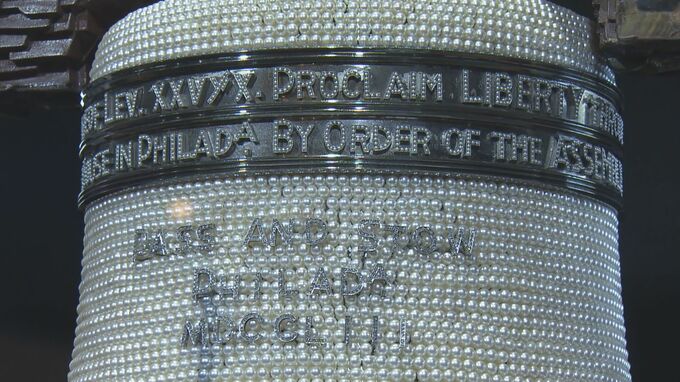 LEV. XXV X. PROCLAIM LIBERTY
IN PHILADA BY ORDER OF THE ASSEM
PASS AND STOW
PHILADA
MDCCLIII